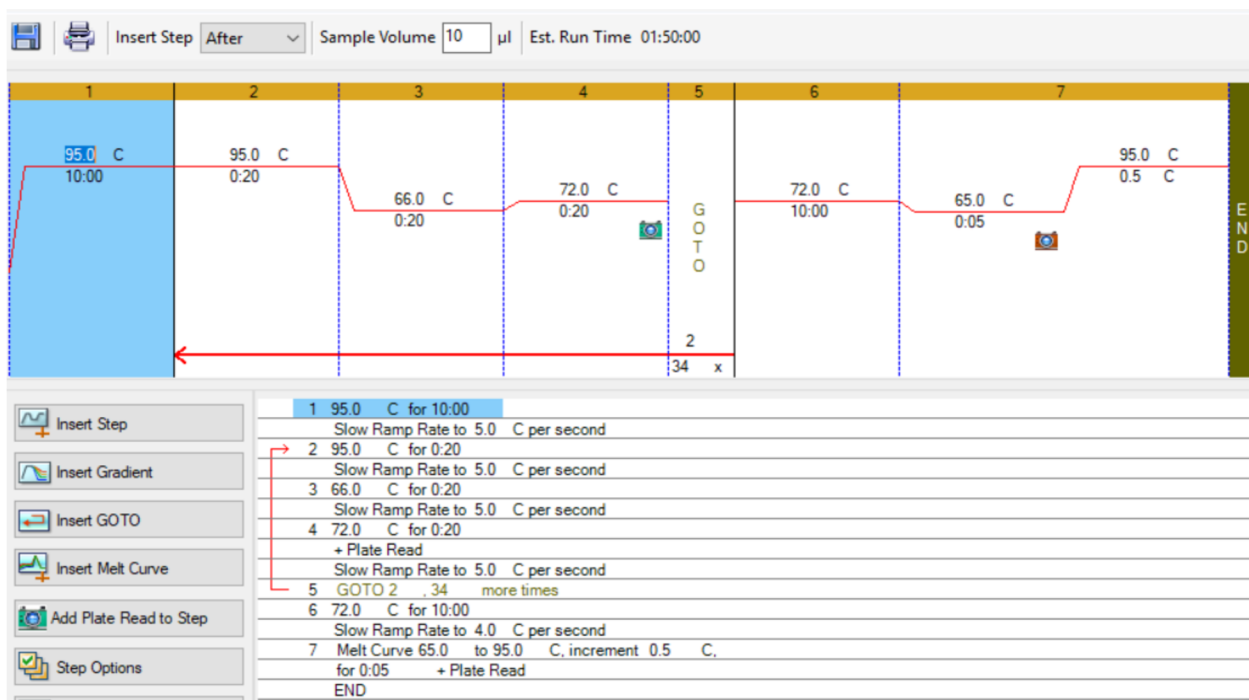 Insert Step After Sample Volume 10 µl Est. Run Time 01:50:00
1 2 3 4 5 6 7
95.0 C 95.0 C 95.0 C
10:00 0:20 0.5 C
72.0 C 72.0 C
66.0 C 65.0 C
0:20 0:20 10:00 0:05
GOTO
END
2
34 x
Insert Step
Insert Gradient
Insert GOTO
Insert Melt Curve
Add Plate Read to Step
Step Options
1 95.0 C for 10:00
Slow Ramp Rate to 5.0 C per second
2 95.0 C for 0:20
Slow Ramp Rate to 5.0 C per second
3 66.0 C for 0:20
Slow Ramp Rate to 5.0 C per second
4 72.0 C for 0:20
+ Plate Read
Slow Ramp Rate to 5.0 C per second
5 GOTO 2 , 34 more times
6 72.0 C for 10:00
Slow Ramp Rate to 4.0 C per second
7 Melt Curve 65.0 to 95.0 C, increment 0.5 C,
for 0:05 + Plate Read
END